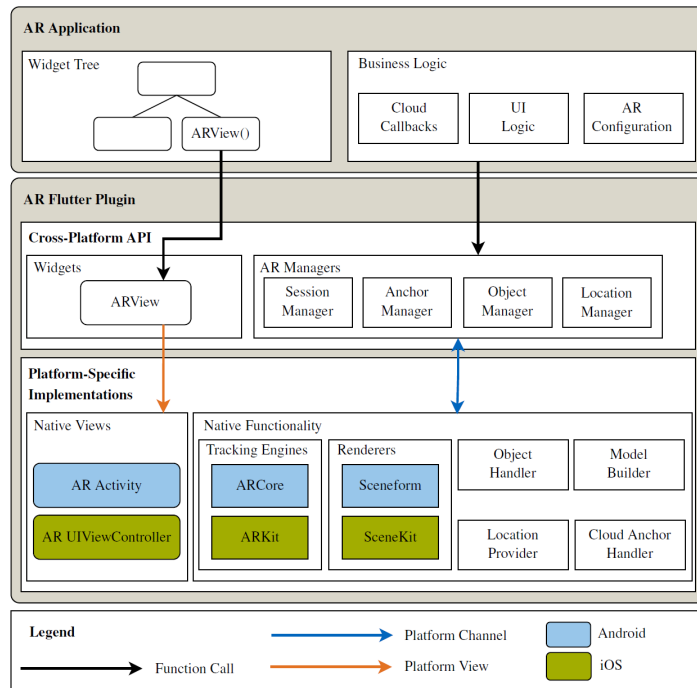 AR Application
Widget Tree
ARView()
Business Logic
Cloud
Callbacks
UI
Logic
AR
Configuration
AR Flutter Plugin
Cross-Platform API
Widgets
ARView
AR Managers
Session
Manager
Anchor
Manager
Object
Manager
Location
Manager
Platform-Specific
Implementations
Native Views
AR Activity
AR UIViewController
Native Functionality
Tracking Engines
ARCore
ARKit
Renderers
Sceneform
SceneKit
Object
Handler
Model
Builder
Location
Provider
Cloud Anchor
Handler
Legend
Function Call
Platform Channel
Platform View
Android
iOS